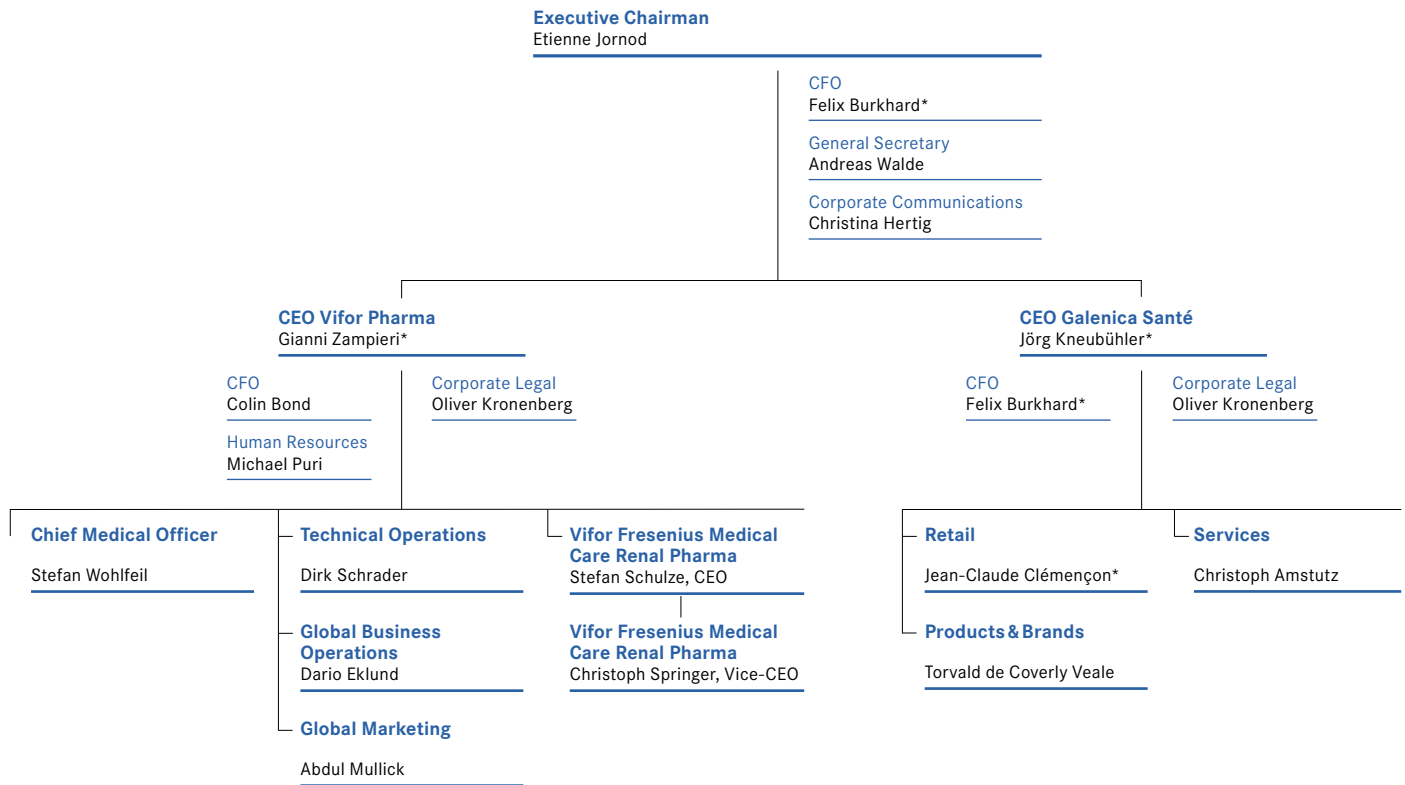 Executive Chairman
Etienne Jornod
CFO
Felix Burkhard*
General Secretary
Andreas Walde
Corporate Communications
Christina Hertig
CEO Vifor Pharma
Gianni Zampieri*
CFO
Colin Bond
Human Resources
Michael Puri
Corporate Legal
Oliver Kronenberg
CEO Galenica Santé
Jörg Kneubühler*
CFO
Felix Burkhard*
Corporate Legal
Oliver Kronenberg
Chief Medical Officer
Stefan Wohlfeil
Technical Operations
Dirk Schrader
Global Business
Operations
Dario Eklund
Global Marketing
Abdul Mullick
Vifor Fresenius Medical
Care Renal Pharma
Stefan Schulze, CEO
Vifor Fresenius Medical
Care Renal Pharma
Christoph Springer, Vice-CEO
Retail
Jean-Claude Clémençon*
Products & Brands
Torvald de Coverly Veale
Services
Christoph Amstutz